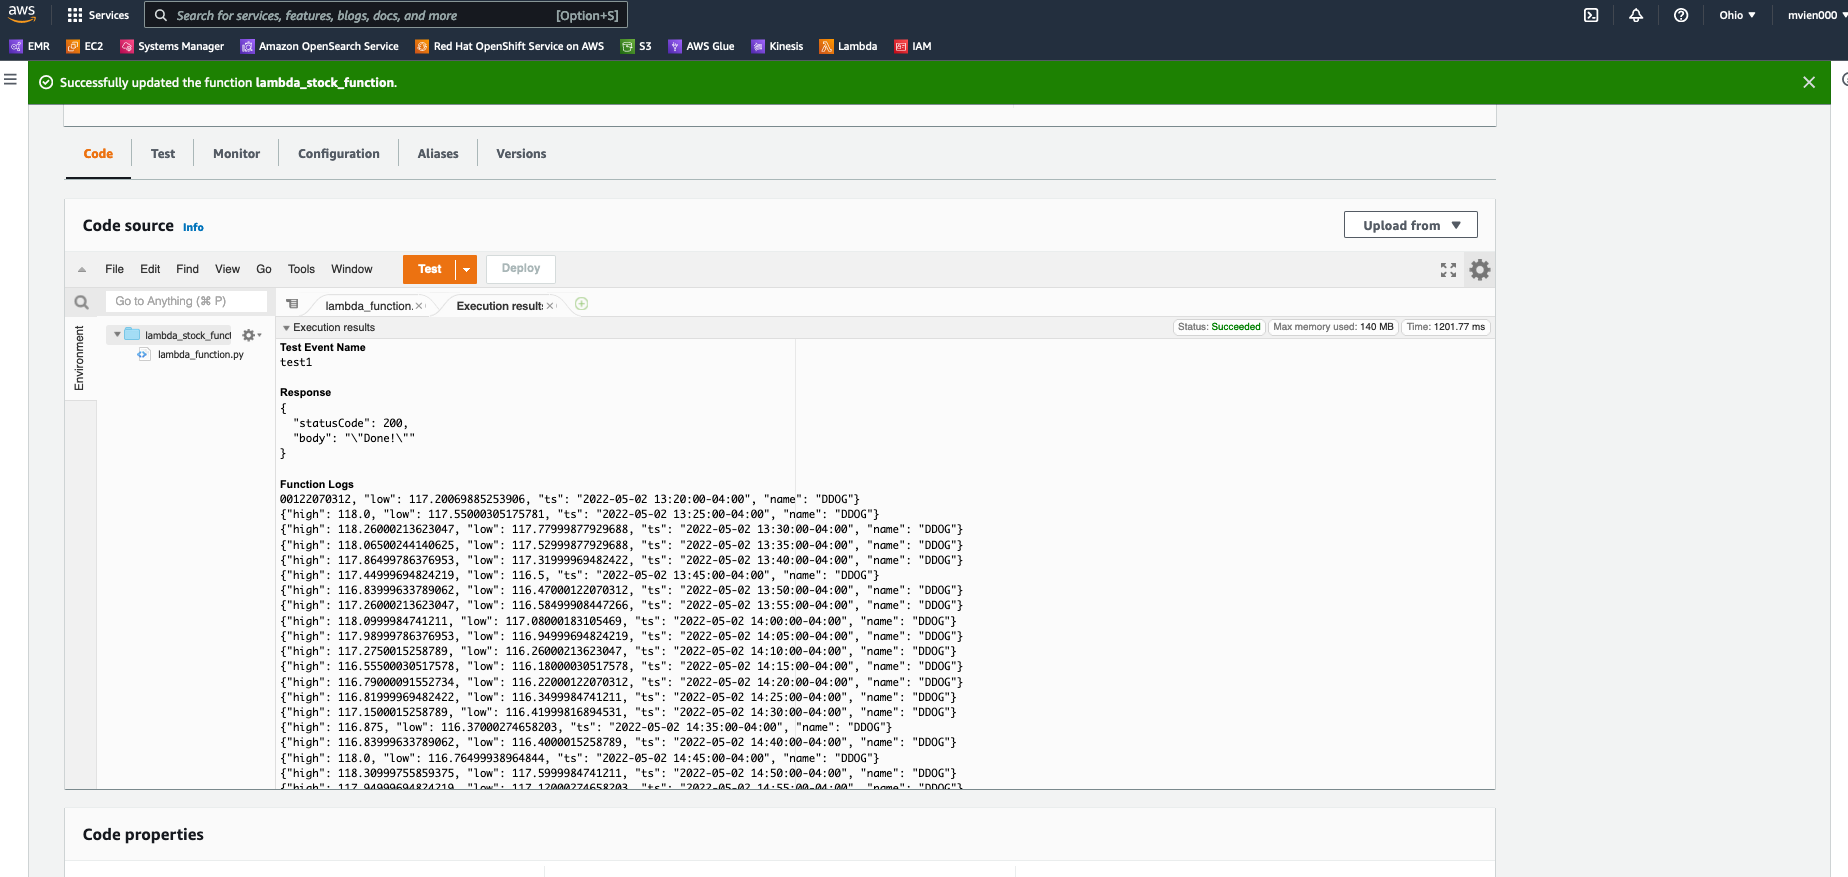 aws Services Search for services, features, blogs, docs, and more [Option+S] Ohio ▼ mvien000 ▼
EMR EC2 Systems Manager Amazon OpenSearch Service Red Hat OpenShift Service on AWS S3 AWS Glue Kinesis Lambda IAM
Successfully updated the function lambda_stock_function.
Code Test Monitor Configuration Aliases Versions
Code source Info Upload from ▼
File Edit Find View Go Tools Window Test Deploy
Go to Anything (⌘ P) lambda_function. Execution results
Execution results Status: Succeeded Max memory used: 140 MB Time: 1201.77 ms
Environment
lambda_stock_funct
lambda_function.py
Test Event Name
test1
Response
{
"statusCode": 200,
"body": "\"Done!\""
}
Function Logs
00122070312, "low": 117.20069885253906, "ts": "2022-05-02 13:20:00-04:00", "name": "DDOG"}
{"high": 118.0, "low": 117.55000305175781, "ts": "2022-05-02 13:25:00-04:00", "name": "DDOG"}
{"high": 118.26000213623047, "low": 117.77999877929688, "ts": "2022-05-02 13:30:00-04:00", "name": "DDOG"}
{"high": 118.06500244140625, "low": 117.52999877929688, "ts": "2022-05-02 13:35:00-04:00", "name": "DDOG"}
{"high": 117.86499786376953, "low": 117.31999969482422, "ts": "2022-05-02 13:40:00-04:00", "name": "DDOG"}
{"high": 117.44999694824219, "low": 116.5, "ts": "2022-05-02 13:45:00-04:00", "name": "DDOG"}
{"high": 116.83999633789062, "low": 116.47000122070312, "ts": "2022-05-02 13:50:00-04:00", "name": "DDOG"}
{"high": 117.26000213623047, "low": 116.58499908447266, "ts": "2022-05-02 13:55:00-04:00", "name": "DDOG"}
{"high": 118.0999984741211, "low": 117.08000183105469, "ts": "2022-05-02 14:00:00-04:00", "name": "DDOG"}
{"high": 117.98999786376953, "low": 116.94999694824219, "ts": "2022-05-02 14:05:00-04:00", "name": "DDOG"}
{"high": 117.2750015258789, "low": 116.26000213623047, "ts": "2022-05-02 14:10:00-04:00", "name": "DDOG"}
{"high": 116.55500030517578, "low": 116.18000030517578, "ts": "2022-05-02 14:15:00-04:00", "name": "DDOG"}
{"high": 116.79000091552734, "low": 116.22000122070312, "ts": "2022-05-02 14:20:00-04:00", "name": "DDOG"}
{"high": 116.81999969482422, "low": 116.3499984741211, "ts": "2022-05-02 14:25:00-04:00", "name": "DDOG"}
{"high": 117.1500015258789, "low": 116.41999816894531, "ts": "2022-05-02 14:30:00-04:00", "name": "DDOG"}
{"high": 116.875, "low": 116.37000274658203, "ts": "2022-05-02 14:35:00-04:00", "name": "DDOG"}
{"high": 116.83999633789062, "low": 116.4000015258789, "ts": "2022-05-02 14:40:00-04:00", "name": "DDOG"}
{"high": 118.0, "low": 116.76499938964844, "ts": "2022-05-02 14:45:00-04:00", "name": "DDOG"}
{"high": 118.30999755859375, "low": 117.5999984741211, "ts": "2022-05-02 14:50:00-04:00", "name": "DDOG"}
{"high": 117.94999694824219, "low": 117.12000274658203, "ts": "2022-05-02 14:55:00-04:00", "name": "DDOG"}
Code properties